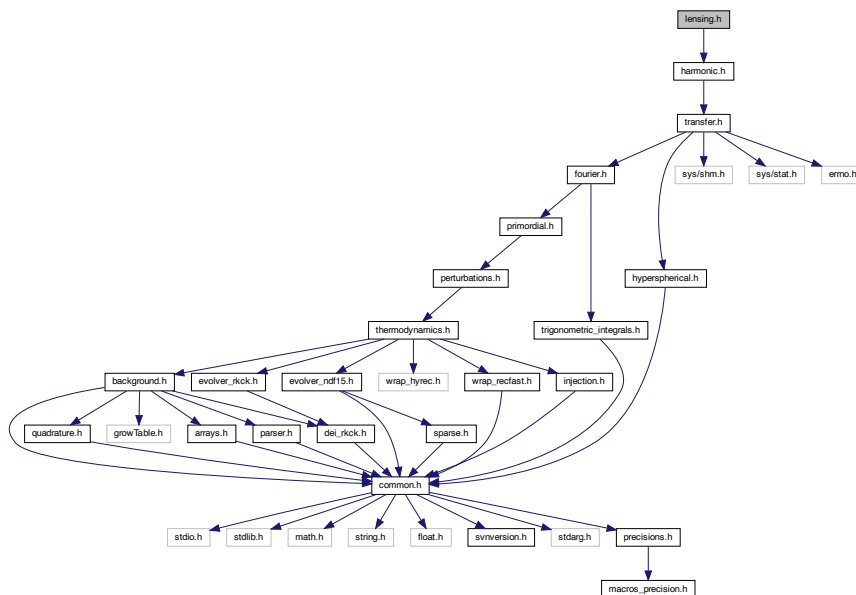 lensing.h
harmonic.h
transfer.h
fourier.h
sys/shm.h
sys/stat.h
errno.h
primordial.h
perturbations.h
hyperspherical.h
thermodynamics.h
trigonometric_integrals.h
background.h
evolver_rkck.h
evolver_ndf15.h
wrap_hyrec.h
wrap_recfast.h
injection.h
quadrature.h
growTable.h
arrays.h
parser.h
dei_rkck.h
sparse.h
common.h
stdio.h
stdlib.h
math.h
string.h
float.h
svnversion.h
stdarg.h
precisions.h
macros_precision.h